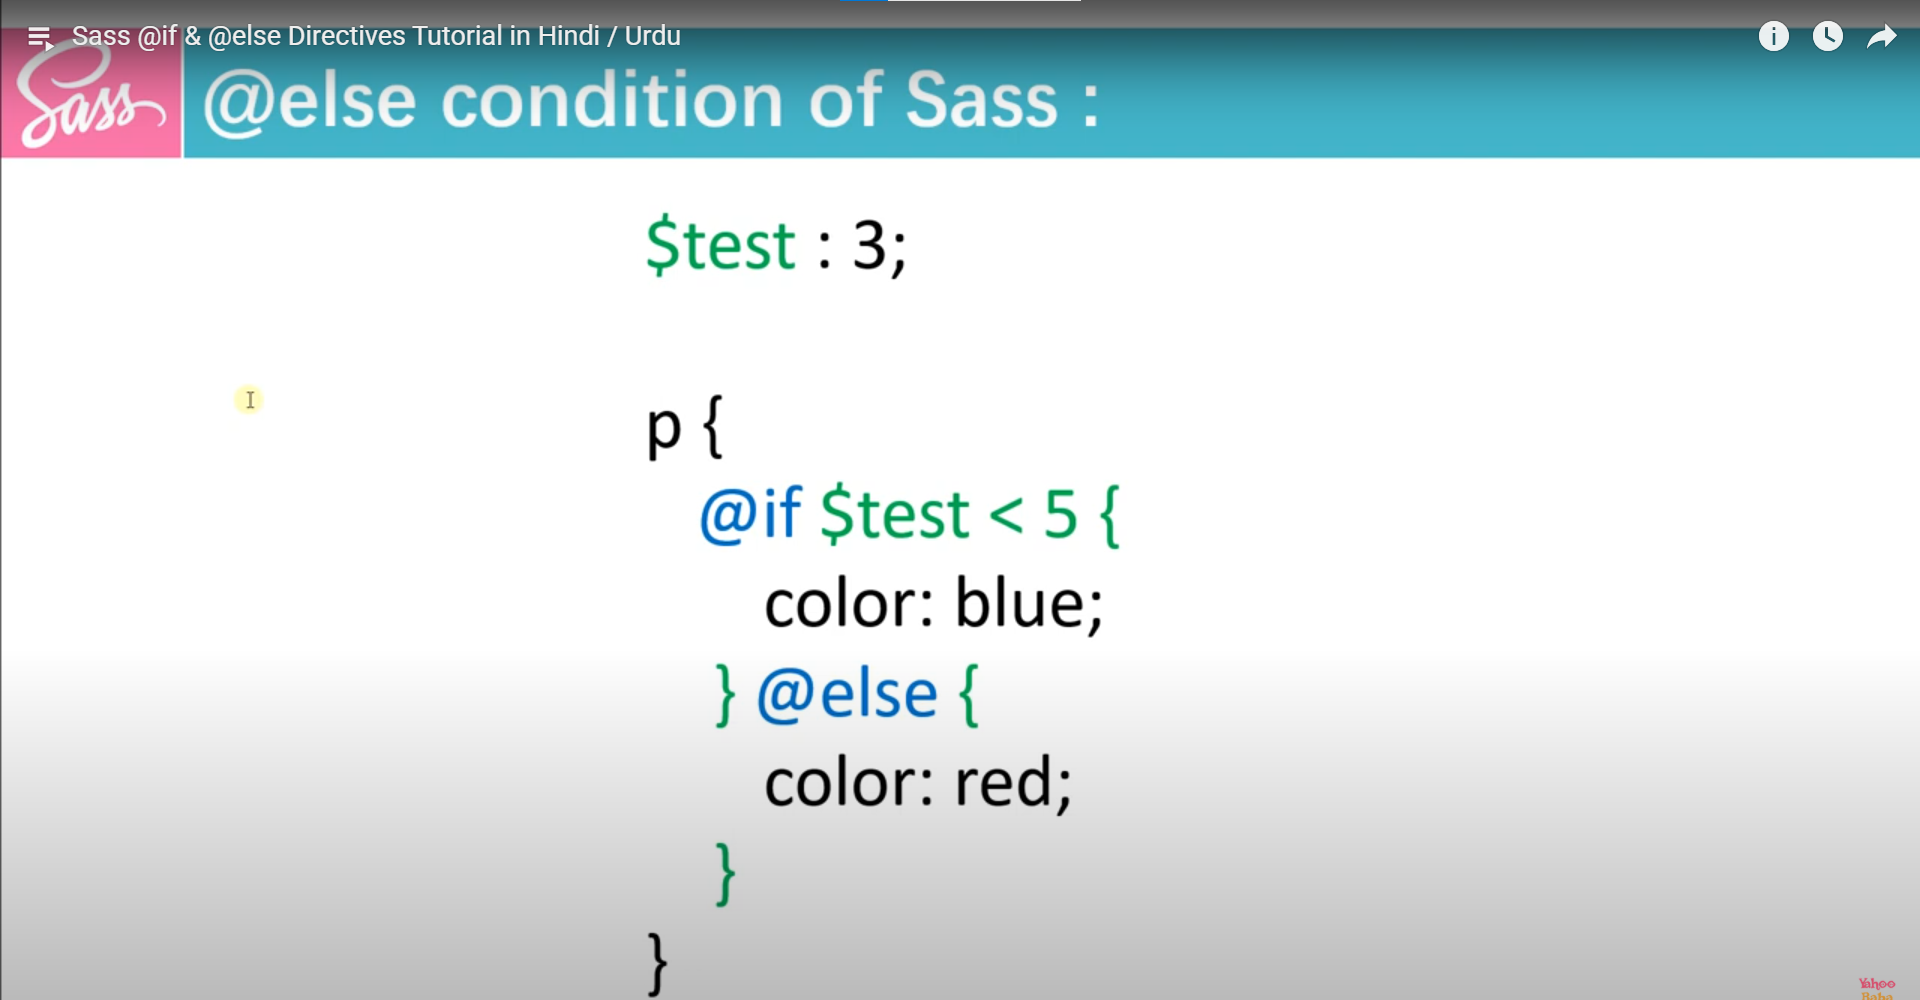 Sass @if & @else Directives Tutorial in Hindi / Urdu
Sass
@else condition of Sass :
$test : 3;
p {
@if $test < 5 {
color: blue;
} @else {
color: red;
}
}
Yahoo
Baba